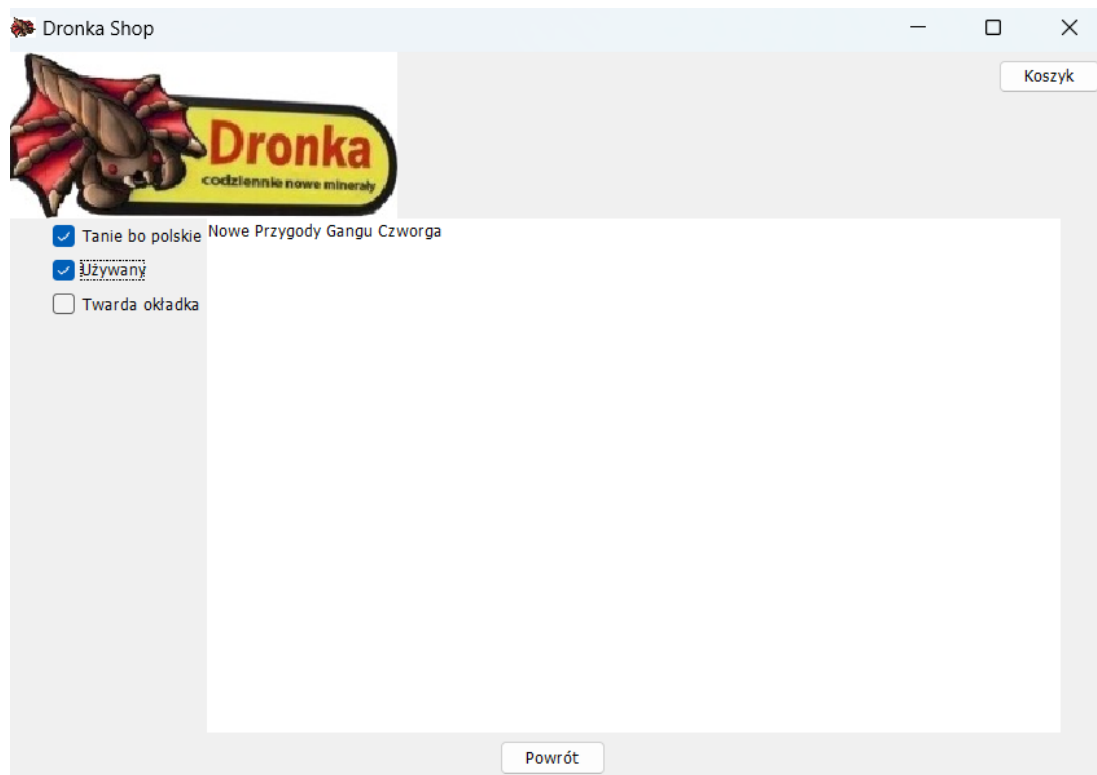 Dronka Shop
Koszyk
Dronka
codziennie nowe minerały
Tanie bo polskie
Używany
Twarda okładka
Nowe Przygody Gangu Czworga
Powrót